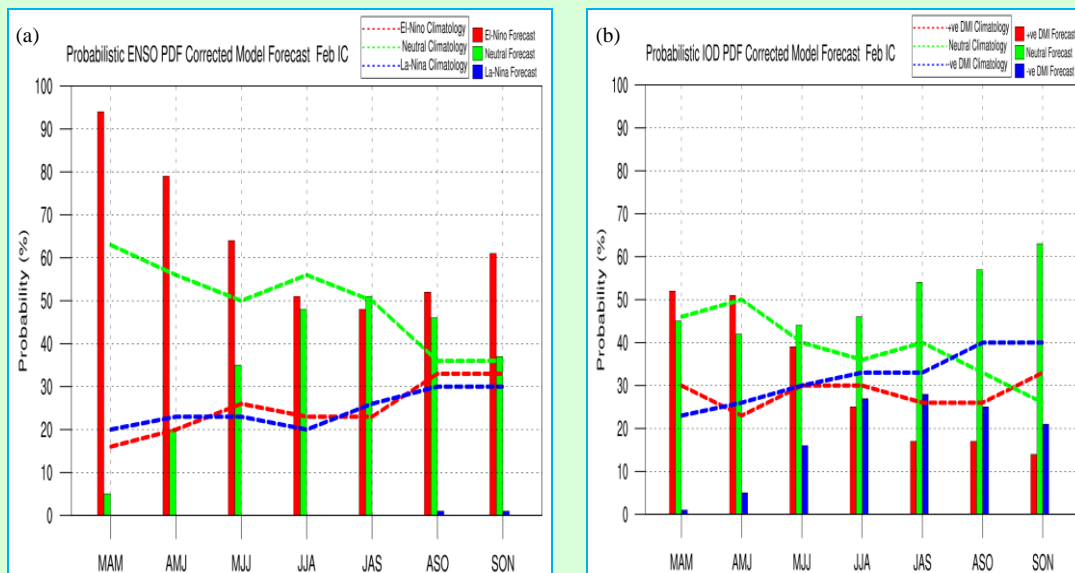 (a)
Probabilistic ENSO PDF Corrected Model Forecast Feb IC
El-Nino Climatology
Neutral Climatology
La-Nina Climatology
El-Nino Forecast
Neutral Forecast
La-Nina Forecast
Probability (%)
100
90
80
70
60
50
40
30
20
10
0
MAM AMJ MJJ JJA JAS ASO SON
(b)
Probabilistic IOD PDF Corrected Model Forecast Feb IC
+ve DMI Climatology
Neutral Climatology
-ve DMI Climatology
+ve DMI Forecast
Neutral Forecast
-ve DMI Forecast
Probability (%)
100
90
80
70
60
50
40
30
20
10
0
MAM AMJ MJJ JJA JAS ASO SON